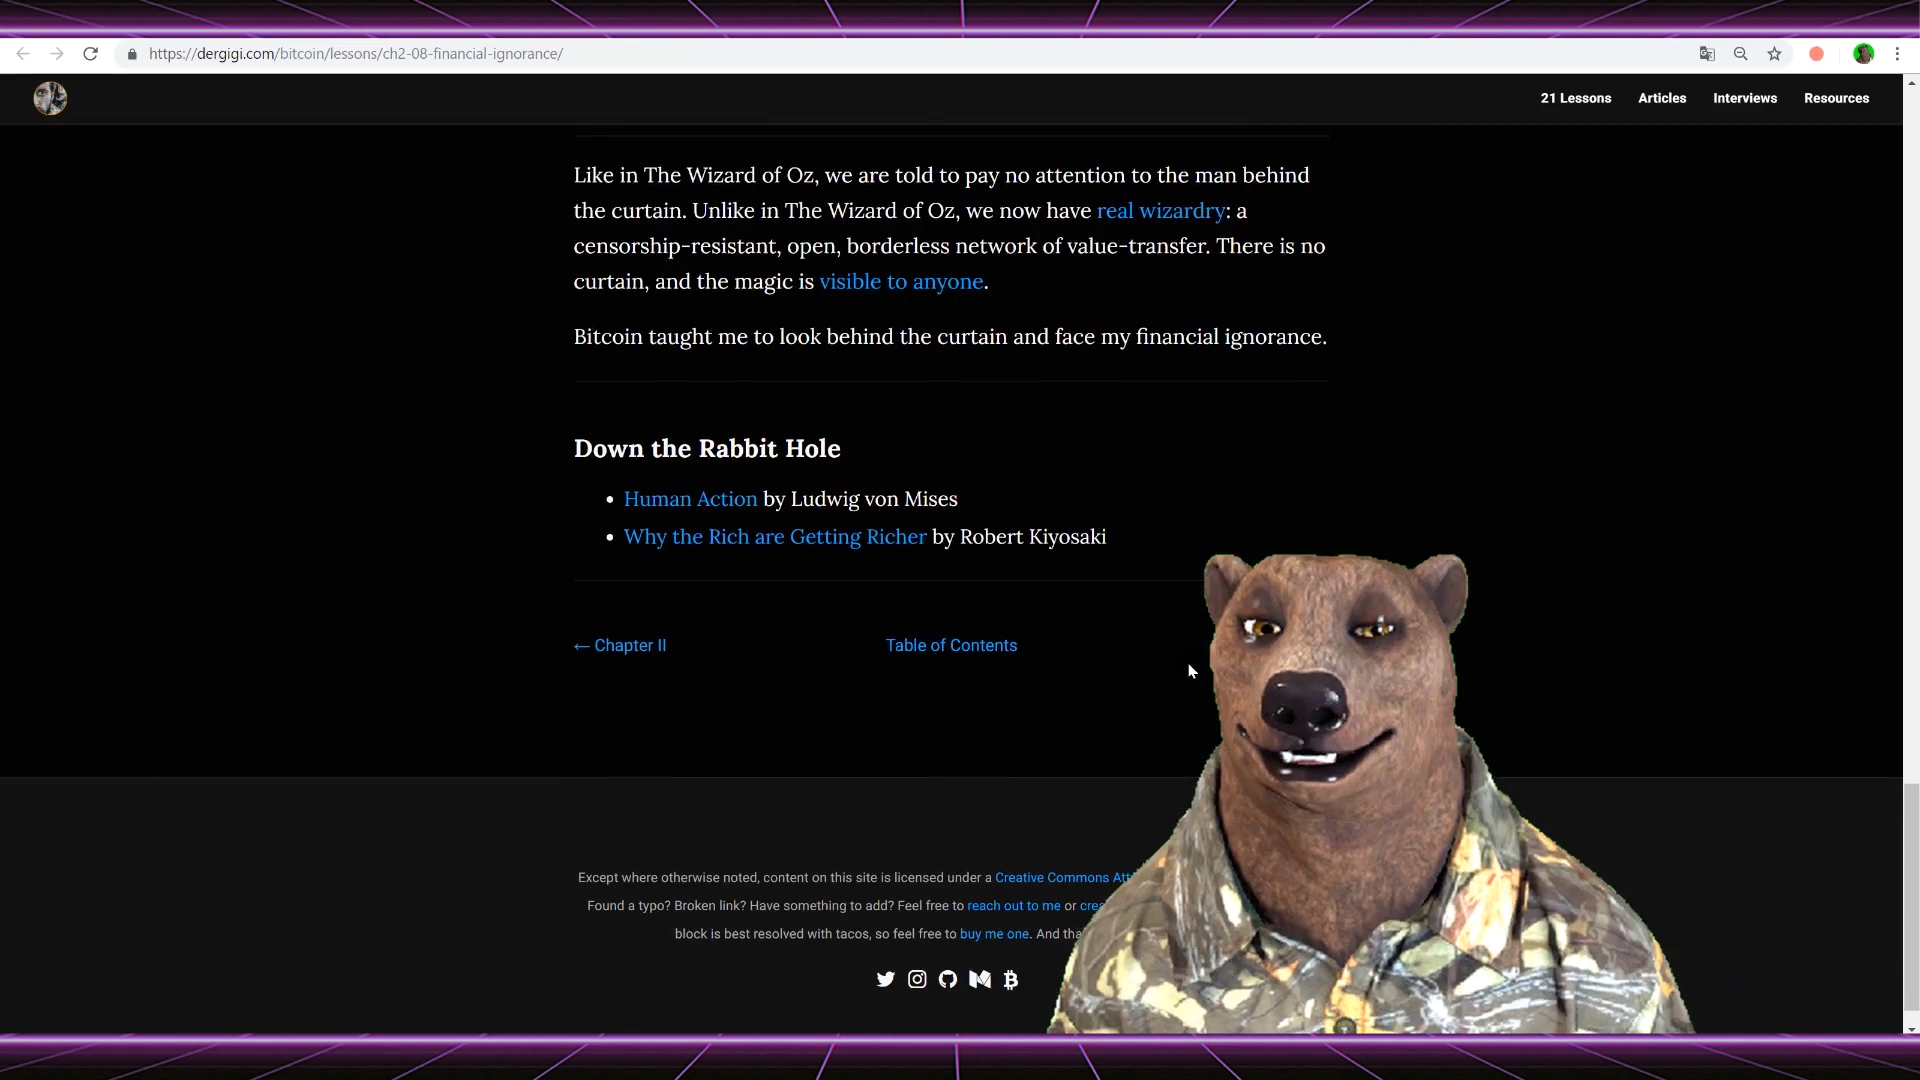 https://dergigi.com/bitcoin/lessons/ch2-08-financial-ignorance/
21 Lessons Articles Interviews Resources
Like in The Wizard of Oz, we are told to pay no attention to the man behind
the curtain. Unlike in The Wizard of Oz, we now have real wizardry: a
censorship-resistant, open, borderless network of value-transfer. There is no
curtain, and the magic is visible to anyone.
Bitcoin taught me to look behind the curtain and face my financial ignorance.
Down the Rabbit Hole
• Human Action by Ludwig von Mises
• Why the Rich are Getting Richer by Robert Kiyosaki
← Chapter II Table of Contents
Except where otherwise noted, content on this site is licensed under a Creative Commons
Found a typo? Broken link? Have something to add? Feel free to reach out to me or
block is best resolved with tacos, so feel free to buy me one. And